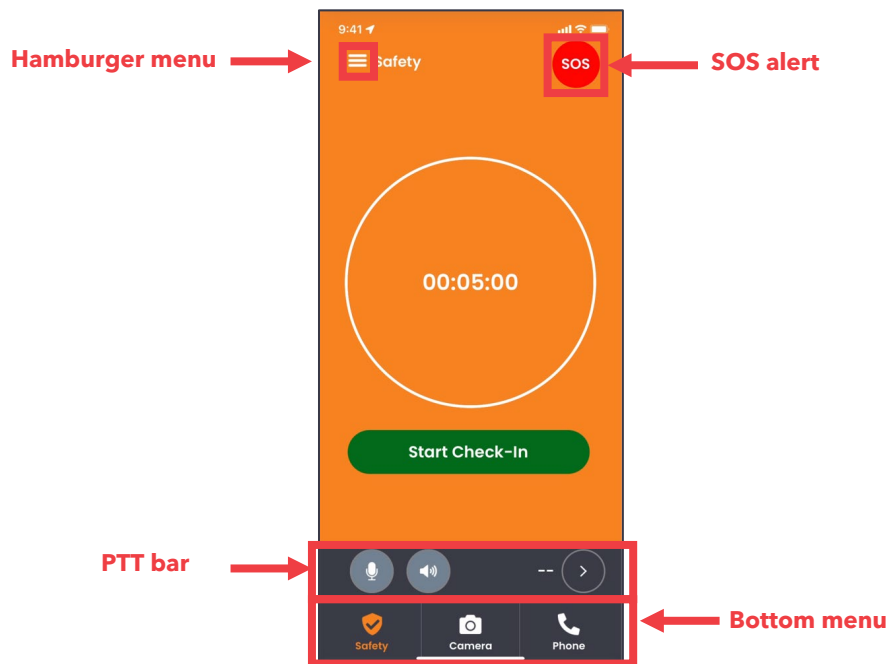 9:41
Hamburger menu
Safety
SOS
SOS alert
00:05:00
Start Check-In
PTT bar
--
Safety
Camera
Phone
Bottom menu